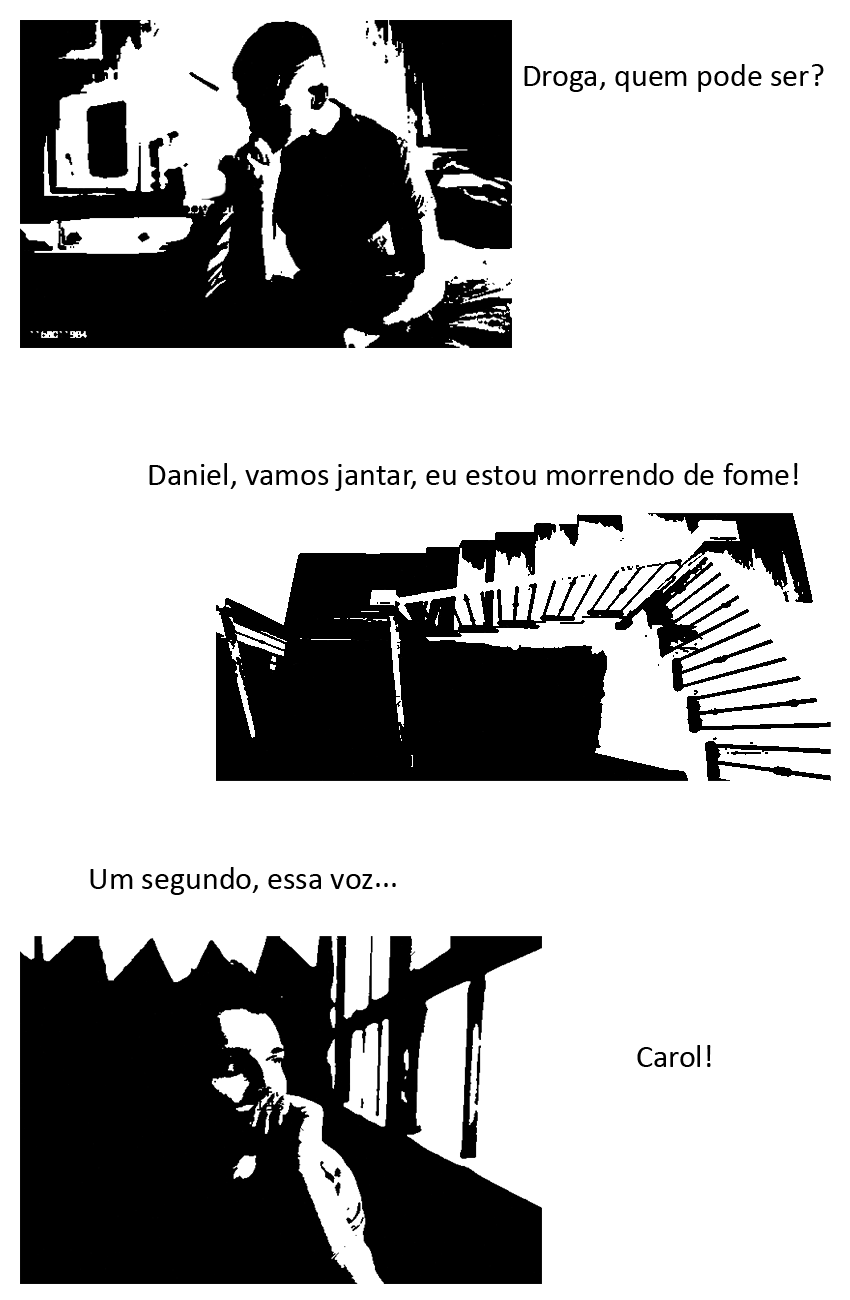 Droga, quem pode ser?
Daniel, vamos jantar, eu estou morrendo de fome!
Um segundo, essa voz...
Carol!